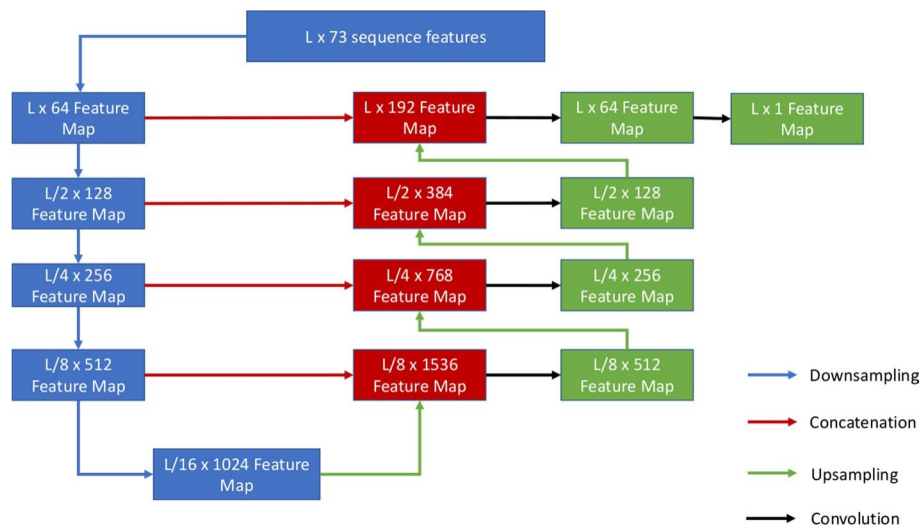 L x 73 sequence features
L x 64 Feature
Map
L x 192 Feature
Map
L x 64 Feature
Map
L x 1 Feature
Map
L/2 x 128
Feature Map
L/2 x 384
Feature Map
L/2 x 128
Feature Map
L/4 x 256
Feature Map
L/4 x 768
Feature Map
L/4 x 256
Feature Map
L/8 x 512
Feature Map
L/8 x 1536
Feature Map
L/8 x 512
Feature Map
L/16 x 1024 Feature
Map
Downsampling
Concatenation
Upsampling
Convolution